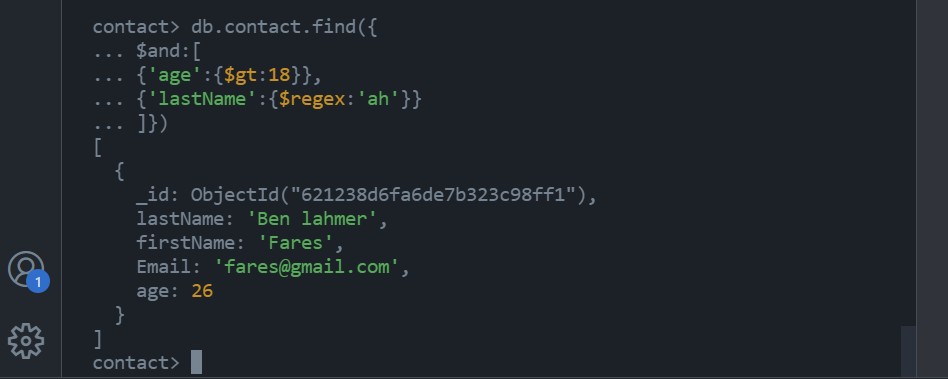 contact> db.contact.find({
... $and:[
... {'age':{$gt:18}},
... {'lastName':{$regex:'ah'}}
... ]})
[
  {
    _id: ObjectId("621238d6fa6de7b323c98ff1"),
    lastName: 'Ben lahmer',
    firstName: 'Fares',
    Email: 'fares@gmail.com',
    age: 26
  }
]
1
contact>